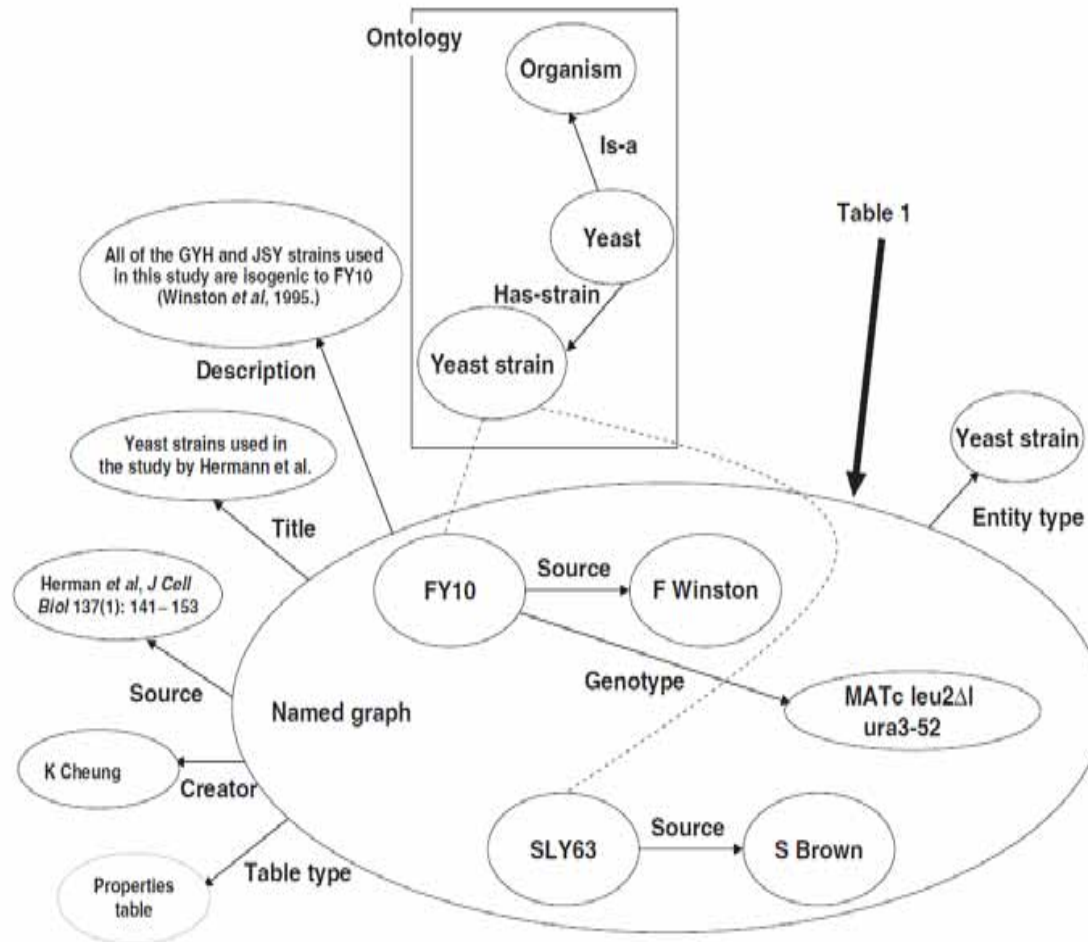 Ontology
Organism
Is-a
Yeast
Has-strain
Yeast strain
Table 1
All of the GYH and JSY strains used
in this study are isogenic to FY10
(Winston et al, 1995.)
Description
Yeast strains used in
the study by Hermann et al.
Title
Herman et al, J Cell
Biol 137(1): 141–153
Source
K Cheung
Creator
Properties
table
Table type
Yeast strain
Entity type
Named graph
FY10
Source
F Winston
Genotype
MATc leu2Δl
ura3-52
SLY63
Source
S Brown